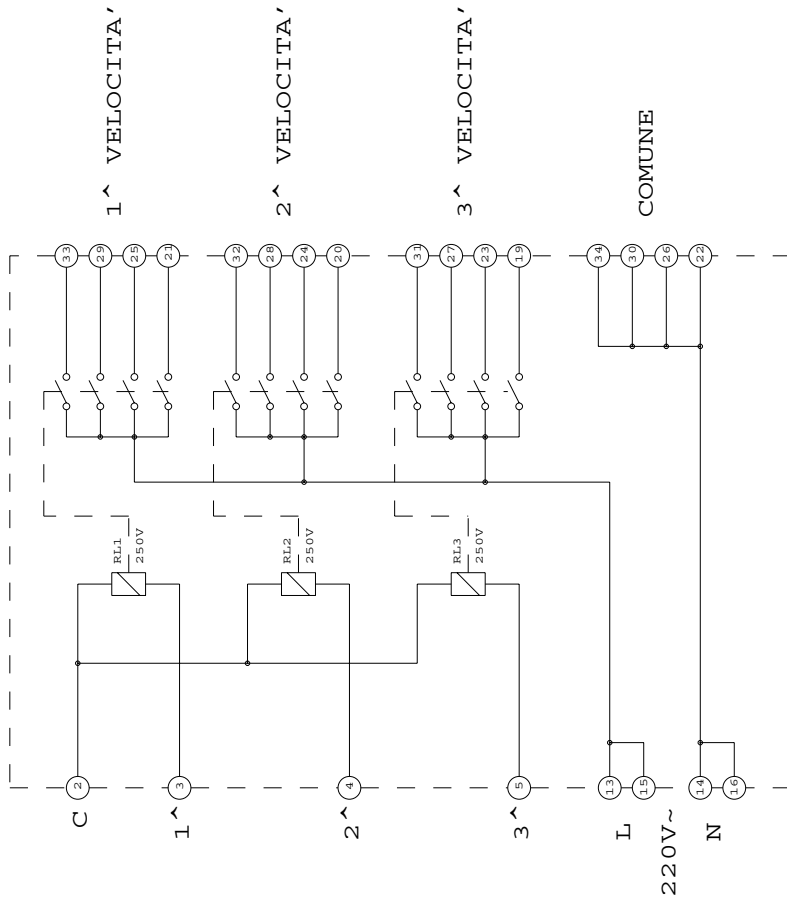 1^ VELOCITA'
2^ VELOCITA'
3^ VELOCITA'
COMUNE
33
29
25
21
32
28
24
20
31
27
23
19
34
30
26
22
RL1
250V
RL2
250V
RL3
250V
2
3
4
5
13
15
14
16
C
1^
2^
3^
L
220V~
N